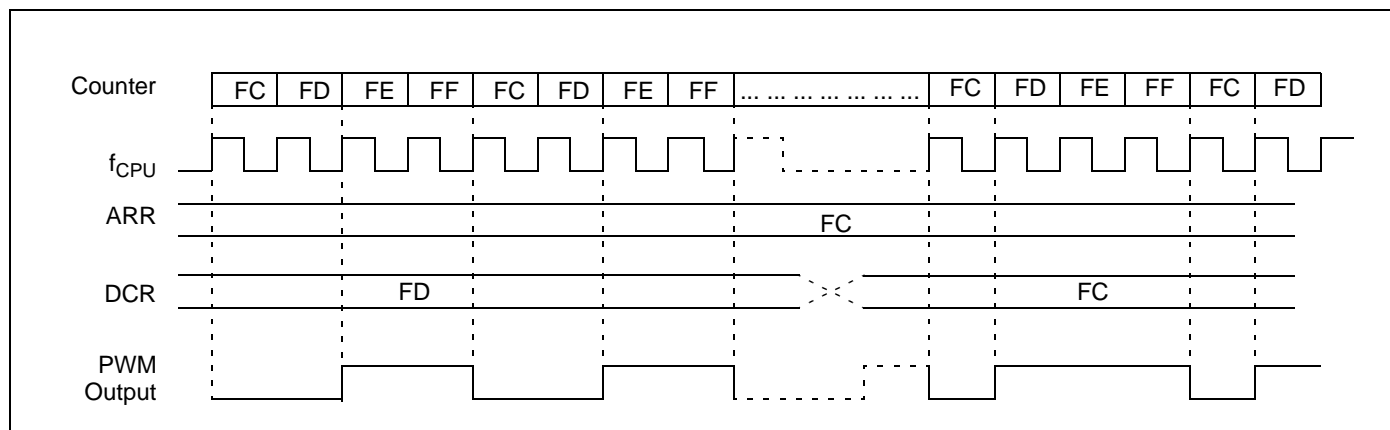 Counter FC FD FE FF FC FD FE FF ... ... ... ... ... ... ... FC FD FE FF FC FD
fCPU
ARR FC
DCR FD FC
PWM
Output